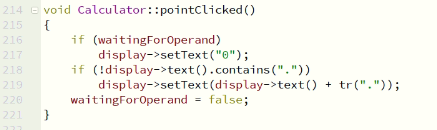 214 void Calculator::pointClicked()
215 {
216 if (waitingForOperand)
217 display->setText("0");
218 if (!display->text().contains("."))
219 display->setText(display->text() + tr("."));
220 waitingForOperand = false;
221 }